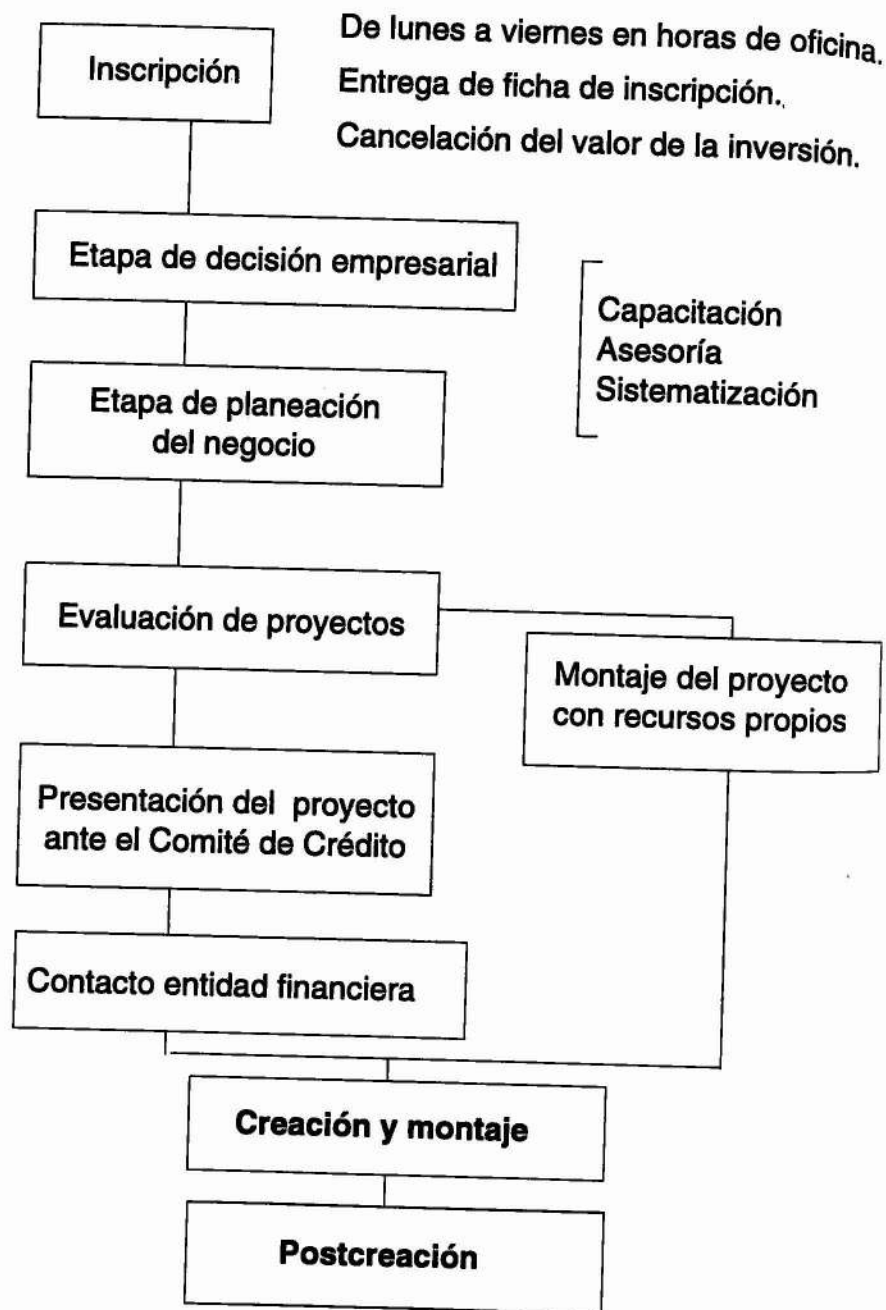 Inscripción
De lunes a viernes en horas de oficina.
Entrega de ficha de inscripción.
Cancelación del valor de la inversión.
Etapa de decisión empresarial
Capacitación
Asesoría
Sistematización
Etapa de planeación
del negocio
Evaluación de proyectos
Montaje del proyecto
con recursos propios
Presentación del proyecto
ante el Comité de Crédito
Contacto entidad financiera
Creación y montaje
Postcreación